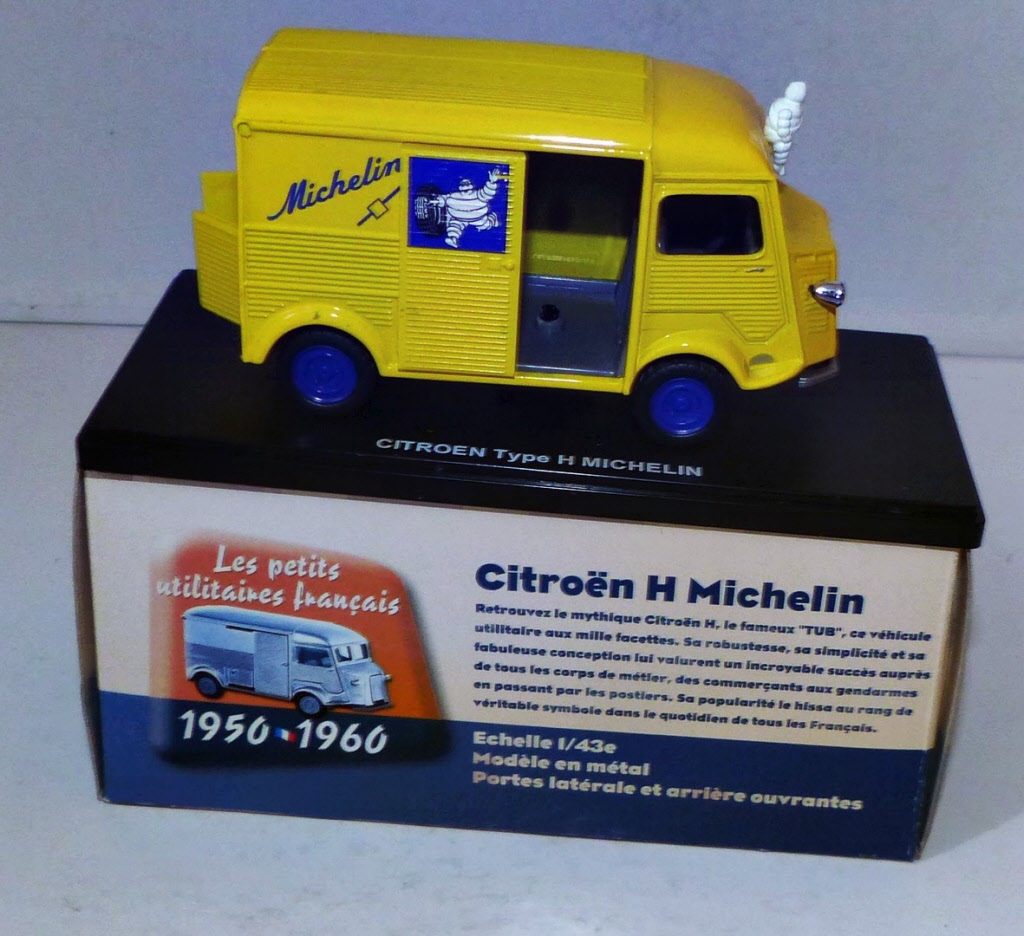 Michelin
CITROEN Type H MICHELIN
Les petits
utilitaires français
1950 1960
Citroën H Michelin
Retrouvez le mythique Citroën H, le fameux "TUB", ce véhicule
utilitaire aux mille facettes. Sa robustesse, sa simplicité et sa
fabuleuse conception lui valurent un incroyable succès auprès
de tous les corps de métier, des commerçants aux gendarmes
en passant par les postiers. Sa popularité le hissa au rang de
véritable symbole dans le quotidien de tous les Français.
Echelle 1/43e
Modèle en métal
Portes latérale et arrière ouvrantes